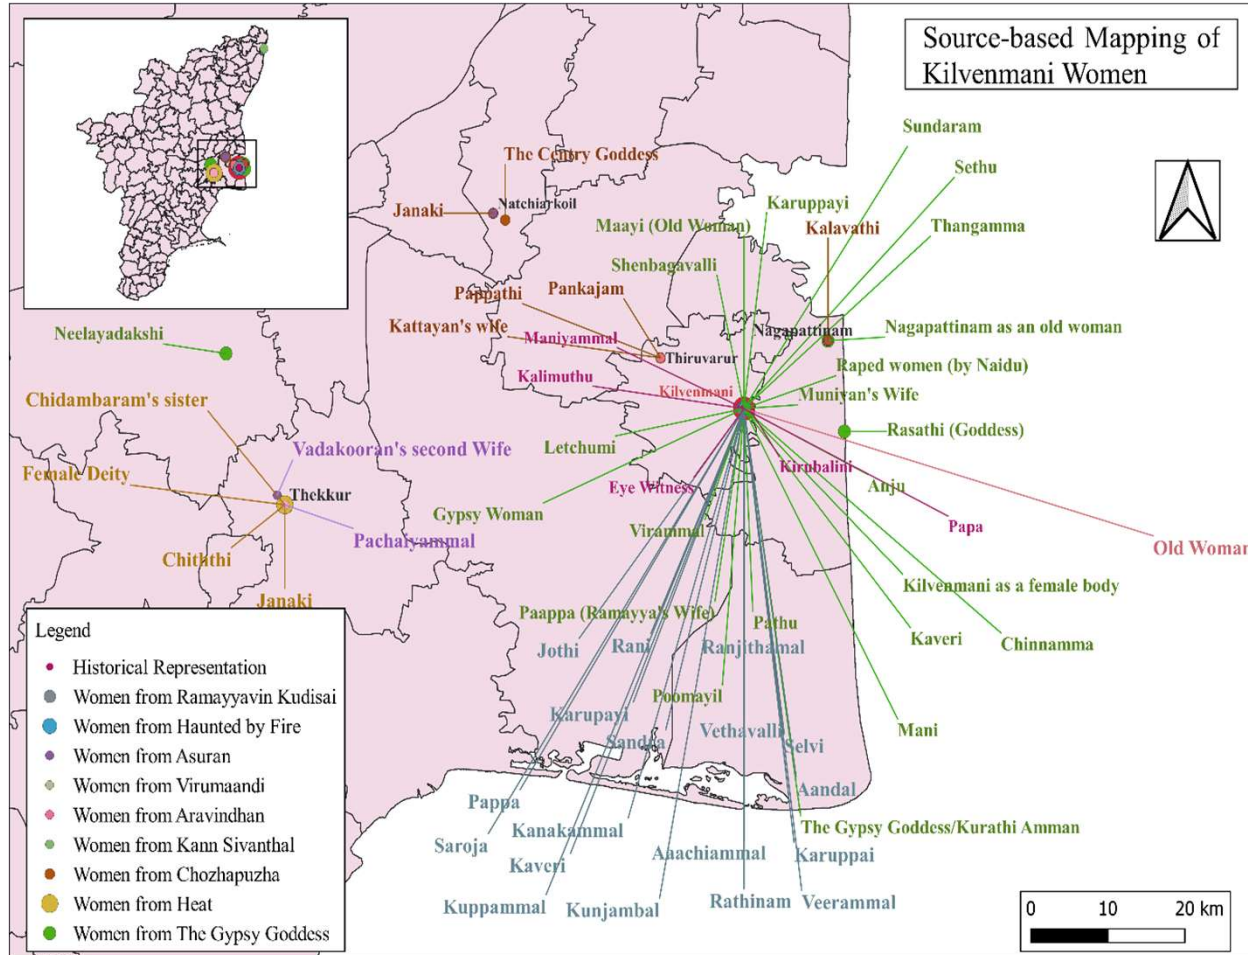 Source-based Mapping of
Kilvenmani Women
Sundaram
The Centry Goddess
Sethu
Karuppayi
Natchiarkoil
Janaki
Maayi (Old Woman)
Thangamma
Kalavathi
Shenbagavalli
Pankajam
Pappathi
Kattayan's wife
Nagapattinam
Nagapattinam as an old woman
Neelayadakshi
Maniyammal
Thiruvarur
Raped women (by Naidu)
Kalimuthu
Kilvenmani
Muniyan's Wife
Chidambaram's sister
Rasathi (Goddess)
Letchumi
Vadakooran's second Wife
Female Deity
Kirubalini
Eye Witness
Anju
Thekkur
Gypsy Woman
Papa
Virammal
Pachaiyammal
Old Woman
Chiththi
Kilvenmani as a female body
Janaki
Paappa (Ramayya's Wife)
Pathu
Kaveri
Chinnamma
Jothi
Rani
Ranjithamal
Poomayil
Karupayi
Mani
Vethavalli
Sandra
Selvi
Aandal
Pappa
Kanakammal
The Gypsy Goddess/Kurathi Amman
Saroja
Aaachiammal
Karuppai
Kaveri
Kuppammal
Kunjambal
Rathinam
Veerammal
Legend
Historical Representation
Women from Ramayyavin Kudisai
Women from Haunted by Fire
Women from Asuran
Women from Virumaandi
Women from Aravindhan
Women from Kann Sivanthal
Women from Chozhapuzha
Women from Heat
Women from The Gypsy Goddess
0 10 20 km